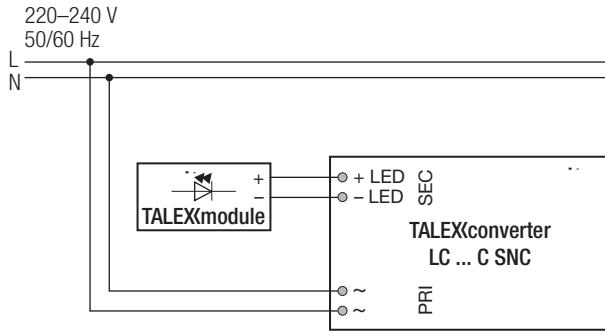 220–240 V
50/60 Hz
L
N
+
−
TALEXmodule
+ LED
− LED
SEC
TALEXconverter
LC ... C SNC
~
~
PRI